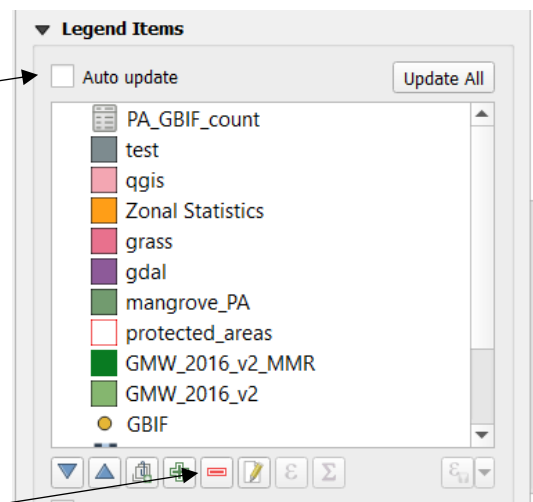 Legend Items
Auto update
Update All
PA_GBIF_count
test
qgis
Zonal Statistics
grass
gdal
mangrove_PA
protected_areas
GMW_2016_v2_MMR
GMW_2016_v2
GBIF
ε Σ ε